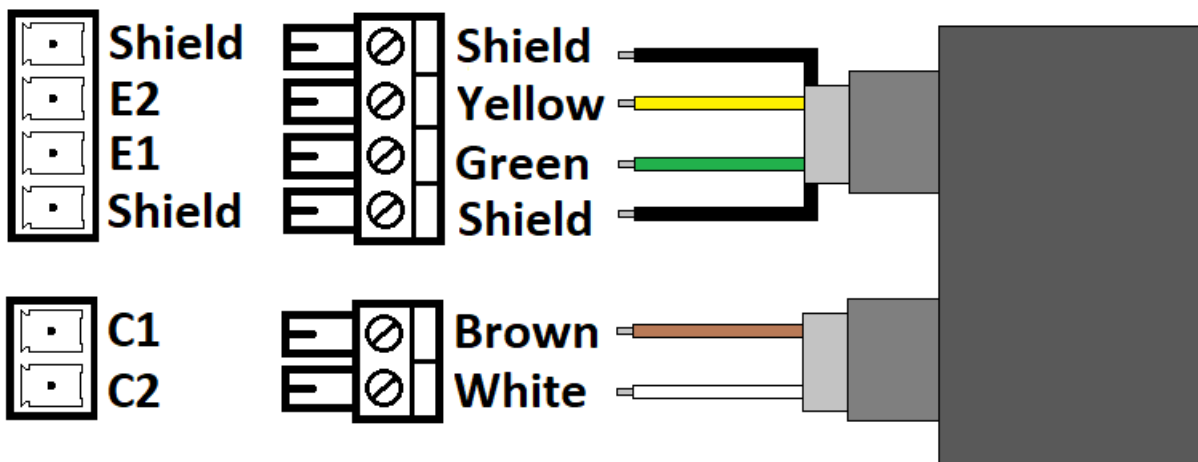 Shield Shield
E2 Yellow
E1 Green
Shield Shield
C1 Brown
C2 White